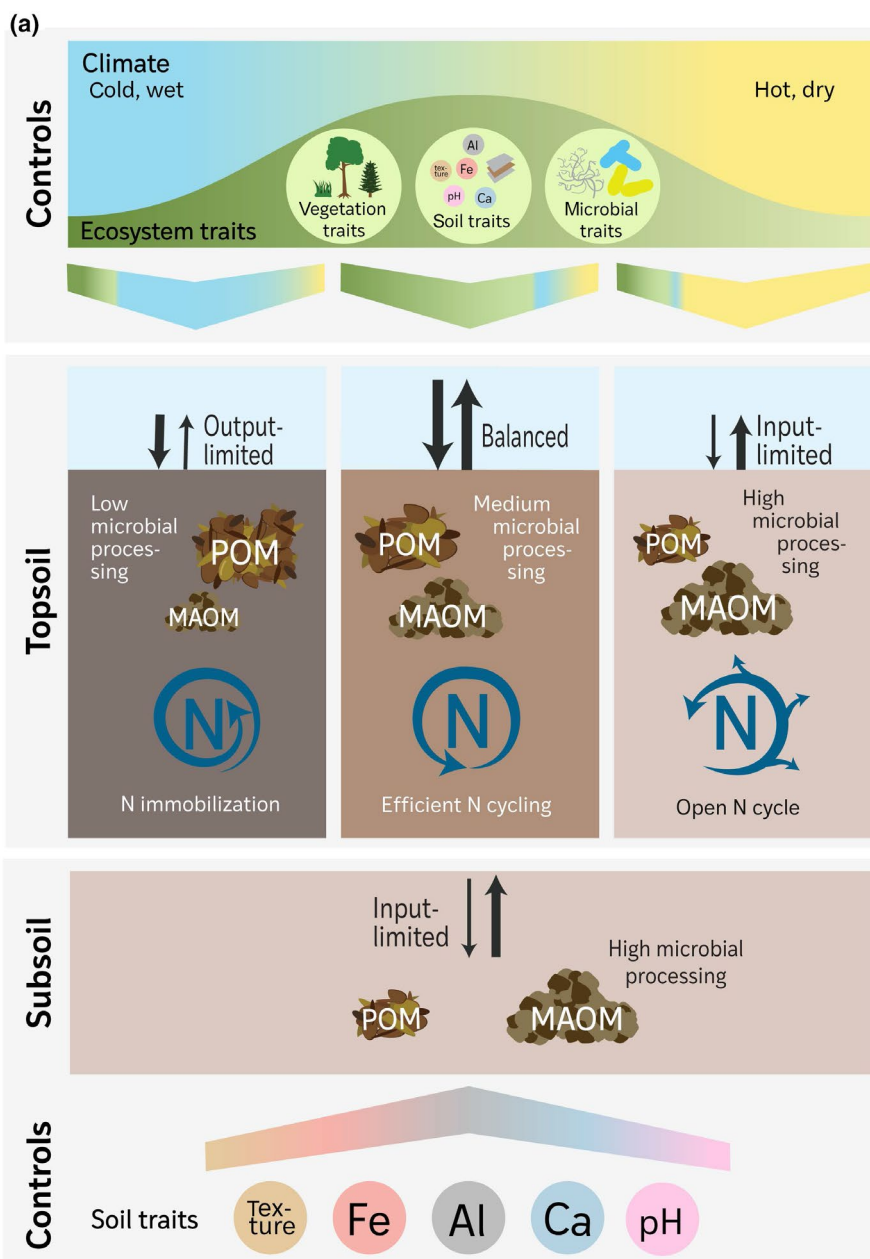 (a)
Controls
Climate
Cold, wet
Hot, dry
Ecosystem traits
Vegetation
traits
Al
tex-
ture
Fe
pH
Ca
Soil traits
Microbial
traits
Topsoil
Output-
limited
Low
microbial
proces-
sing
POM
MAOM
N
N immobilization
Balanced
Medium
microbial
proces-
sing
POM
MAOM
N
Efficient N cycling
Input-
limited
High
microbial
proces-
sing
POM
MAOM
N
Open N cycle
Subsoil
Input-
limited
High microbial
processing
POM
MAOM
Controls
Soil traits
Tex-
ture
Fe
Al
Ca
pH